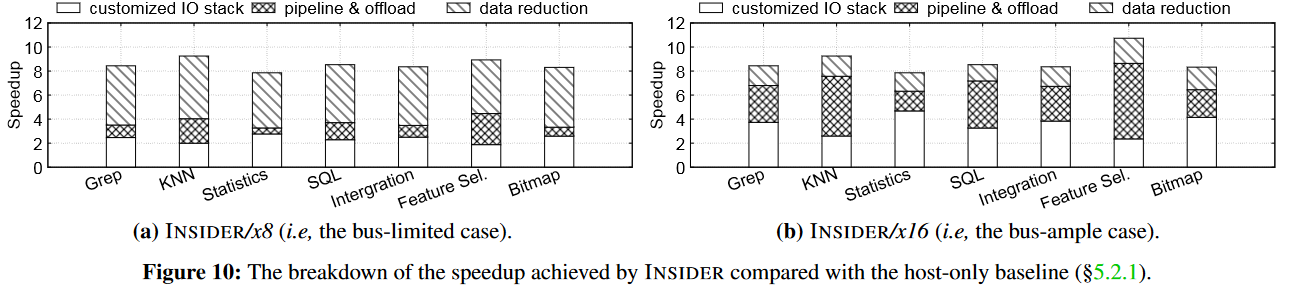 customized IO stack pipeline & offload data reduction
12
10
8
6
4
2
0
Speedup
Grep
KNN
Statistics
SQL
Intergration
Feature Sel.
Bitmap
(a) INSIDER/x8 (i.e, the bus-limited case).
customized IO stack pipeline & offload data reduction
12
10
8
6
4
2
0
Speedup
Grep
KNN
Statistics
SQL
Integration
Feature Sel.
Bitmap
(b) INSIDER/x16 (i.e, the bus-ample case).
Figure 10: The breakdown of the speedup achieved by INSIDER compared with the host-only baseline (§5.2.1).